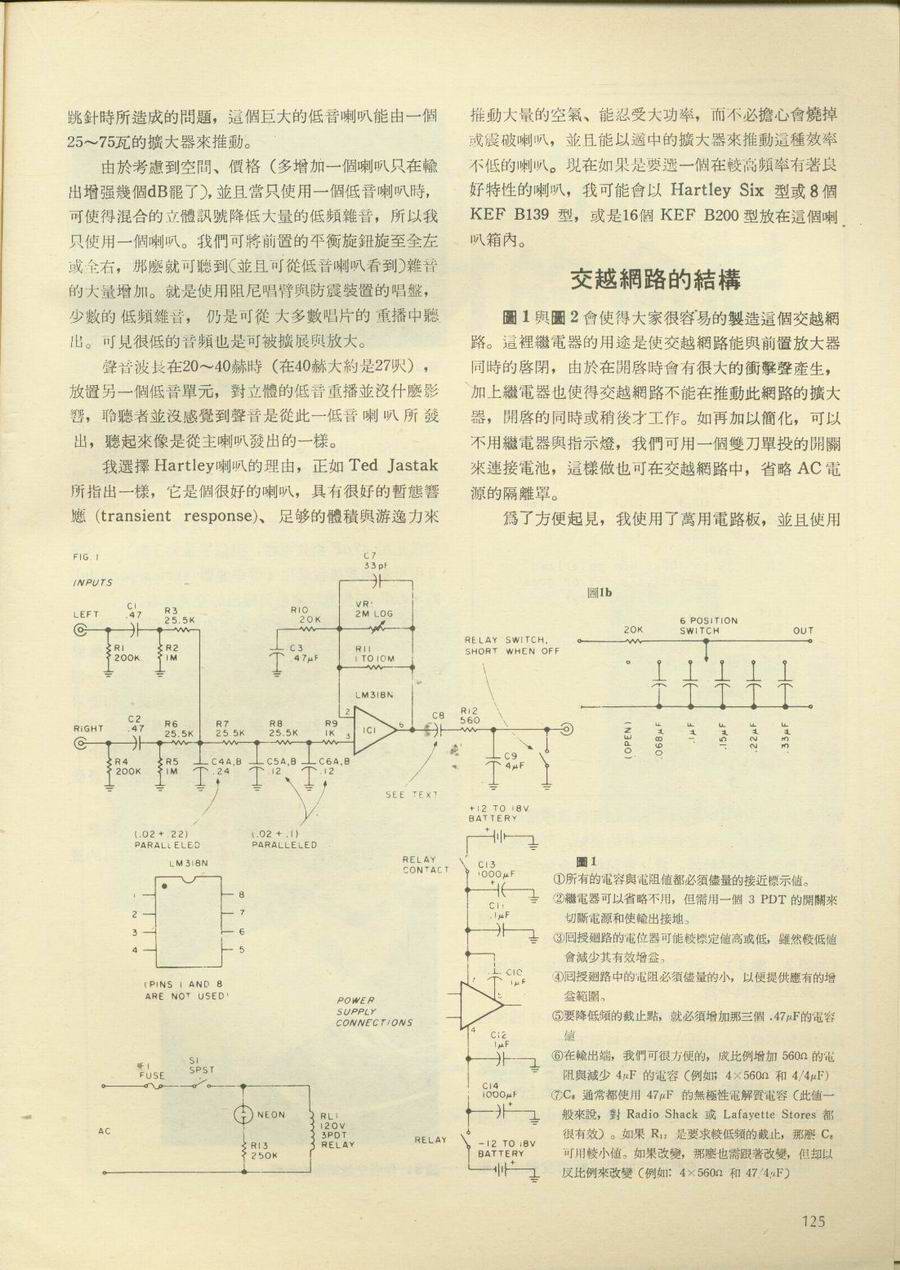 跳針時所造成的問題，這個巨大的低音喇叭能由一個
25～75瓦的擴大器來推動。
由於考慮到空間、價格（多增加一個喇叭只在輸
出增强幾個dB罷了），並且當只使用一個低音喇叭時，
可使得混合的立體訊號降低大量的低頻雜音，所以我
只使用一個喇叭。我們可將前置的平衡旋鈕旋至全左
或全右，那麼就可聽到（並且可從低音喇叭看到）雜音
的大量增加。就是使用阻尼唱臂與防震裝置的唱盤，
少數的低頻雜音，仍是可從大多數唱片的重播中聽
出。可見很低的音頻也是可被擴展與放大。
聲音波長在20～40赫時（在40赫大約是27呎），
放置另一個低音單元，對立體的低音重播並沒什麼影
響，聆聽者並沒感覺到聲音是從此一低音喇叭所發
出，聽起來像是從主喇叭發出的一樣。
我選擇Hartley喇叭的理由，正如Ted Jastak
所指出一樣，它是個很好的喇叭，具有很好的暫態響
應（transient response）、足够的體積與游逸力來
推動大量的空氣、能忍受大功率，而不必擔心會燒掉
或震破喇叭，並且能以適中的擴大器來推動這種效率
不低的喇叭。現在如果是要選一個在較高頻率有著良
好特性的喇叭，我可能會以 Hartley Six 型或8個
KEF B139 型，或是16個 KEF B200 型放在這個喇
叭箱內。
交越網路的結構
圖1與圖2會使得大家很容易的製造這個交越網
路。這裡繼電器的用途是使交越網路能與前置放大器
同時的啓閉，由於在開啓時會有很大的衝擊聲產生，
加上繼電器也使得交越網路不能在推動此網路的擴大
器，開啓的同時或稍後才工作。如再加以簡化，可以
不用繼電器與指示燈，我們可用一個雙刀單投的開關
來連接電池，這樣做也可在交越網路中，省略AC電
源的隔離罩。
爲了方便起見，我使用了萬用電路板，並且使用
FIG. 1
INPUTS
LEFT
C1
.47
R3
25.5K
R1
200K
R2
1M
R10
20K
C3
.47μF
C7
33pf
VR1
2M LOG
R11
1 TO 10M
LM318N
2
3
6
IC1
RIGHT
C2
.47
R6
25.5K
R7
25.5K
R8
25.5K
R9
1K
R4
200K
R5
1M
C4A,B
.24
C5A,B
.12
C6A,B
.12
C8
R12
560
C9
4μF
RELAY SWITCH,
SHORT WHEN OFF
SEE TEXT
(.02 + .22)
PARALLELED
(.02 + .1)
PARALLELED
圖1b
20K
6 POSITION
SWITCH
OUT
(OPEN)
.068μF
.1μF
.15μF
.22μF
.33μF
LM318N
1
2
3
4
8
7
6
5
(PINS 1 AND 8
ARE NOT USED)
POWER
SUPPLY
CONNECTIONS
+12 TO 18V
BATTERY
RELAY
CONTACT
C13
1000μF
C11
.1μF
C10
1μF
7
5
4
C12
.1μF
C14
1000μF
RELAY
-12 TO 18V
BATTERY
FUSE
S1
SPST
AC
NEON
R13
250K
RL1
120V
3PDT
RELAY
圖1
①所有的電容與電阻值都必須儘量的接近標示值。
②繼電器可以省略不用，但需用一個 3 PDT 的開關來
切斷電源和使輸出接地。
③回授廻路的電位器可能較標定値高或低，雖然較低値
會減少其有效增益。
④回授廻路中的電阻必須儘量的小，以便提供應有的增
益範圍。
⑤要降低頻的截止點，就必須增加那三個 .47μF的電容
値
⑥在輸出端，我們可很方便的，成比例增加 560Ω 的電
阻與減少 4μF 的電容（例如；4×560Ω 和 4/4μF）
⑦C₈ 通常都使用 47μF 的無極性電解質電容（此値一
般來說，對 Radio Shack 或 Lafayette Stores 都
很有效）。如果 R₁₂ 是要求較低頻的截止，那麼 C₈
可用較小値。如果改變，那麼也需跟著改變，但却以
反比例來改變（例如：4×560Ω 和 47/4μF）
125